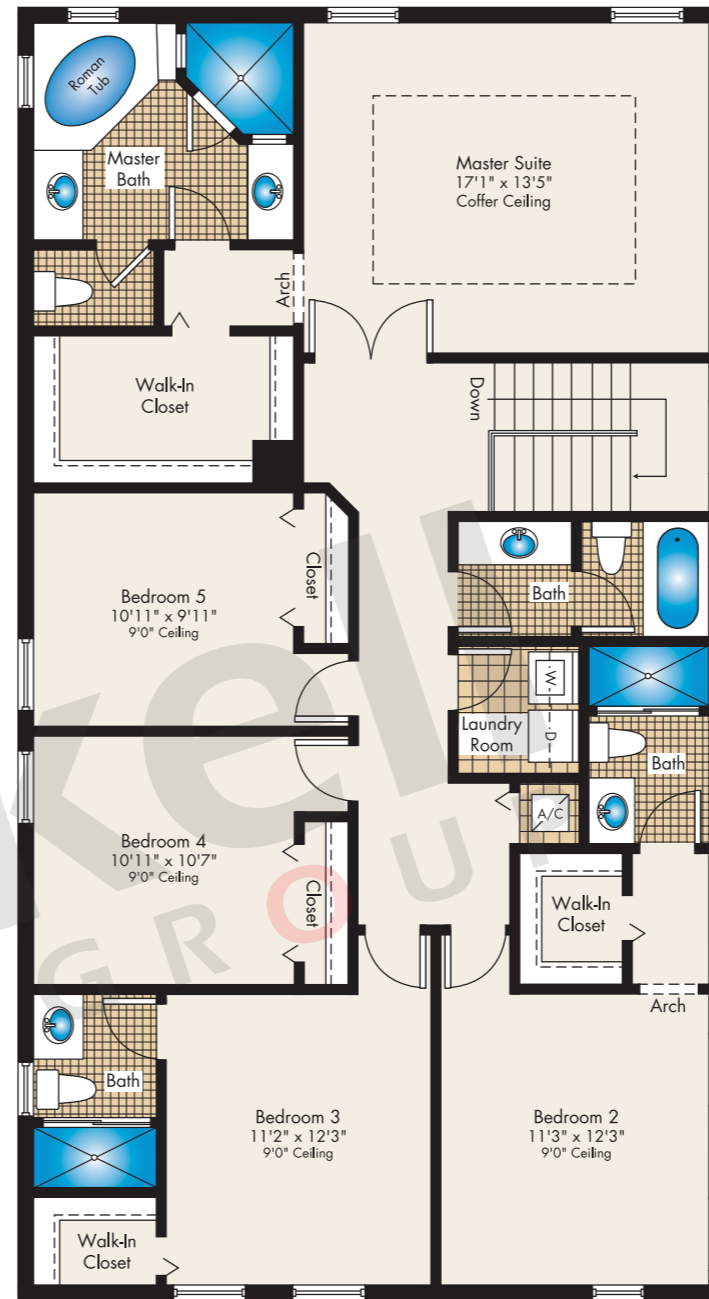 Roman
Tub
Master
Bath
Master Suite
17'1" x 13'5"
Coffer Ceiling
Arch
Walk-In
Closet
Down
Bedroom 5
10'11" x 9'11"
9'0" Ceiling
Closet
Bath
W
D
Laundry
Room
Bath
A/C
Bedroom 4
10'11" x 10'7"
9'0" Ceiling
Closet
Walk-In
Closet
Arch
Bath
Bedroom 3
11'2" x 12'3"
9'0" Ceiling
Bedroom 2
11'3" x 12'3"
9'0" Ceiling
Walk-In
Closet
kell
GROUP